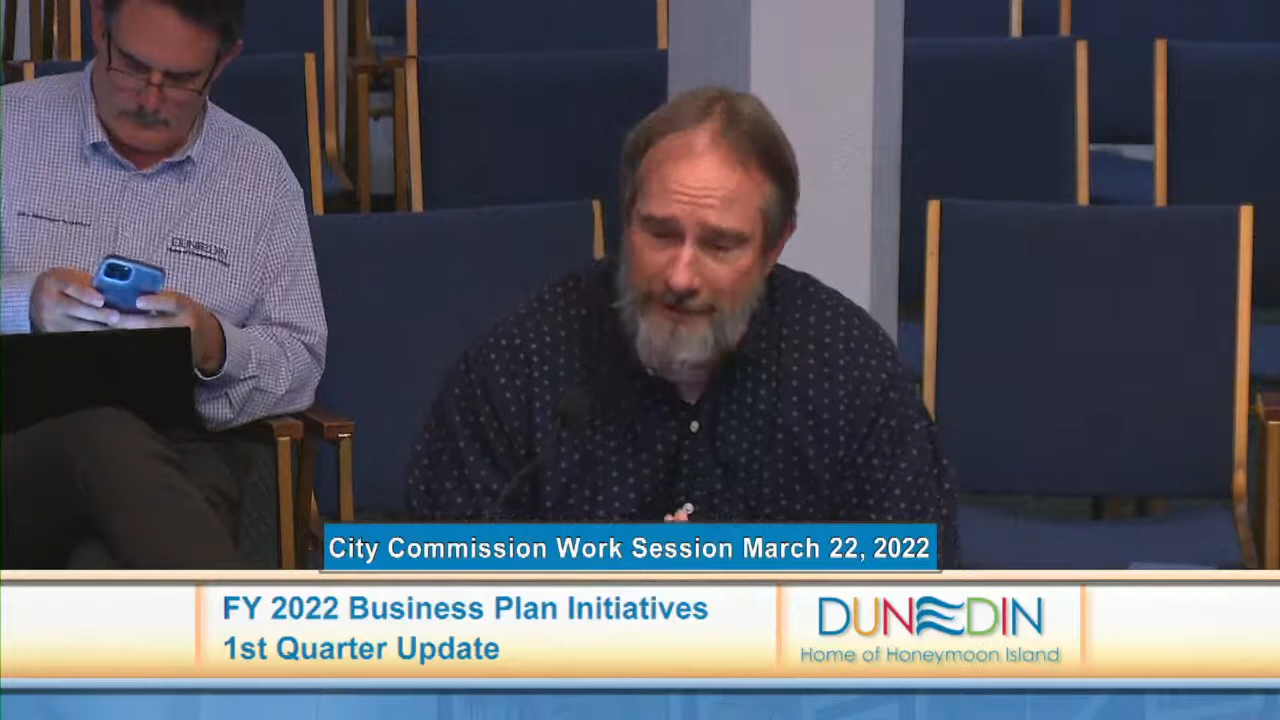 DUNEDIN
City Commission Work Session March 22, 2022
FY 2022 Business Plan Initiatives
1st Quarter Update
DUNEDIN
Home of Honeymoon Island